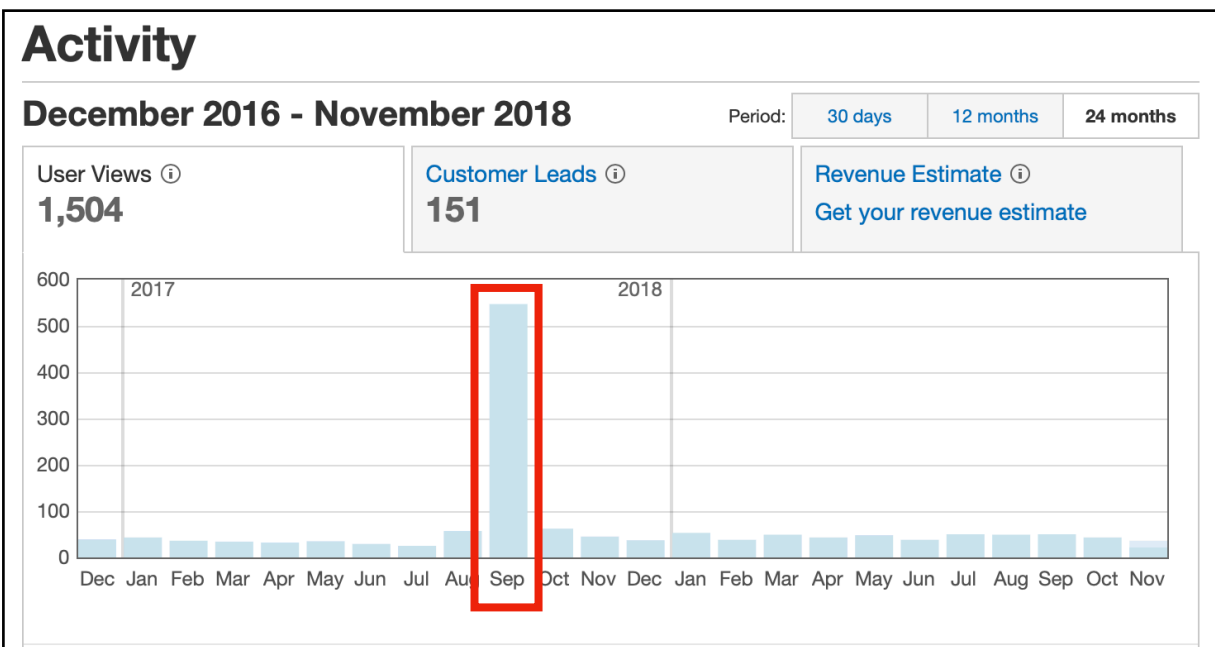 Activity
December 2016 - November 2018
Period: 30 days 12 months 24 months
User Views ⓘ Customer Leads ⓘ Revenue Estimate ⓘ
1,504 151 Get your revenue estimate
600
2017 2018
500
400
300
200
100
0
Dec Jan Feb Mar Apr May Jun Jul Aug Sep Oct Nov Dec Jan Feb Mar Apr May Jun Jul Aug Sep Oct Nov